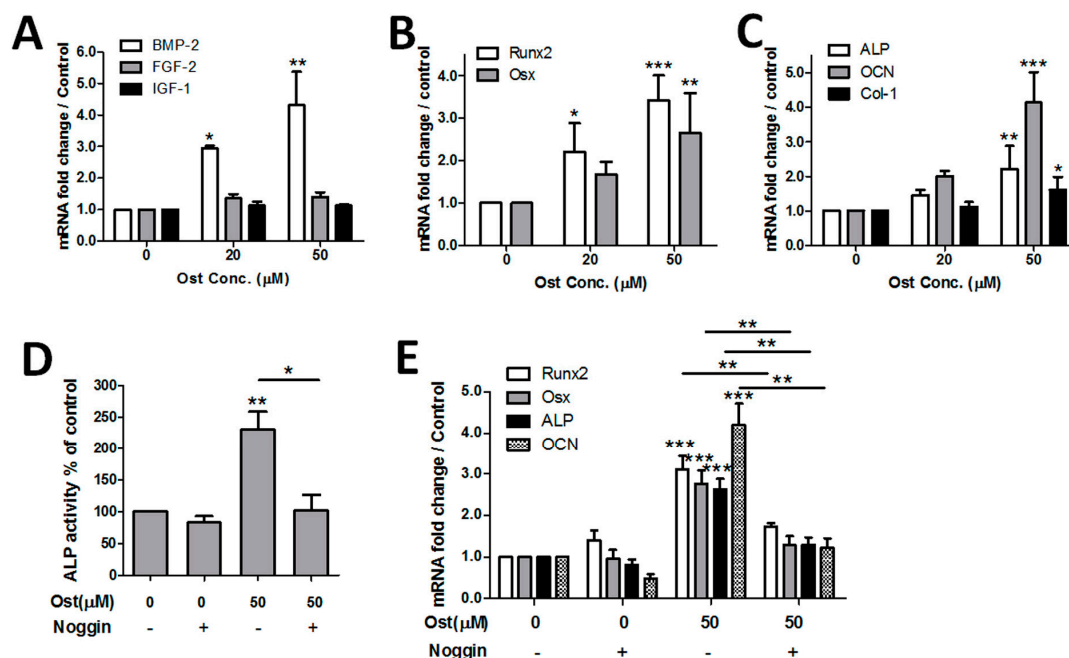 A
BMP-2
FGF-2
IGF-1
mRNA fold change / Control
6.0
5.0
4.0
3.0
2.0
1.0
0.0
*
**
0 20 50
Ost Conc. (μM)
B
Runx2
Osx
mRNA fold change / Control
4.0
3.0
2.0
1.0
0.0
*
*** **
0 20 50
Ost Conc. (μM)
C
ALP
OCN
Col-1
mRNA fold change / Control
5.0
4.0
3.0
2.0
1.0
0.0
** *** *
0 20 50
Ost Conc. (μM)
D
ALP activity % of control
300
250
200
150
100
50
0
**
*
Ost(μM) 0 0 50 50
Noggin - + - +
E
Runx2
Osx
ALP
OCN
mRNA fold change / Control
5.0
4.0
3.0
2.0
1.0
0.0
**
**
**
**
*** *** *** ***
Ost(μM) 0 0 50 50
Noggin - + - +